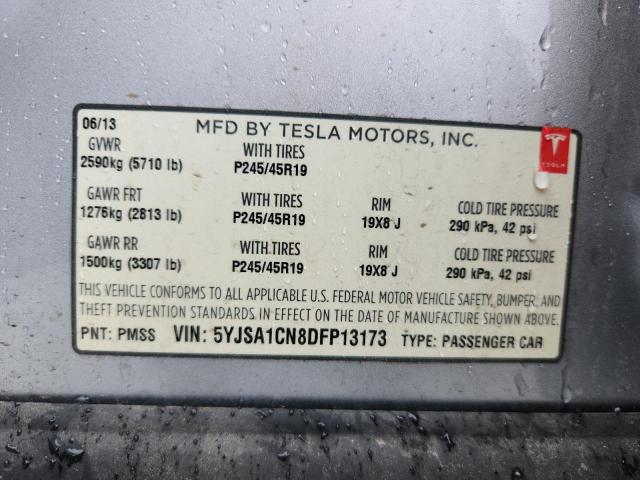 06/13 MFD BY TESLA MOTORS, INC.
TESLA
GVWR WITH TIRES
2590kg (5710 lb) P245/45R19
GAWR FRT WITH TIRES RIM COLD TIRE PRESSURE
1276kg (2813 lb) P245/45R19 19X8 J 290 kPa, 42 psi
GAWR RR WITH TIRES RIM COLD TIRE PRESSURE
1500kg (3307 lb) P245/45R19 19X8 J 290 kPa, 42 psi
THIS VEHICLE CONFORMS TO ALL APPLICABLE U.S. FEDERAL MOTOR VEHICLE SAFETY, BUMPER, AND
THEFT PREVENTION STANDARDS IN EFFECT ON THE DATE OF MANUFACTURE SHOWN ABOVE.
PNT: PMSS VIN: 5YJSA1CN8DFP13173 TYPE: PASSENGER CAR